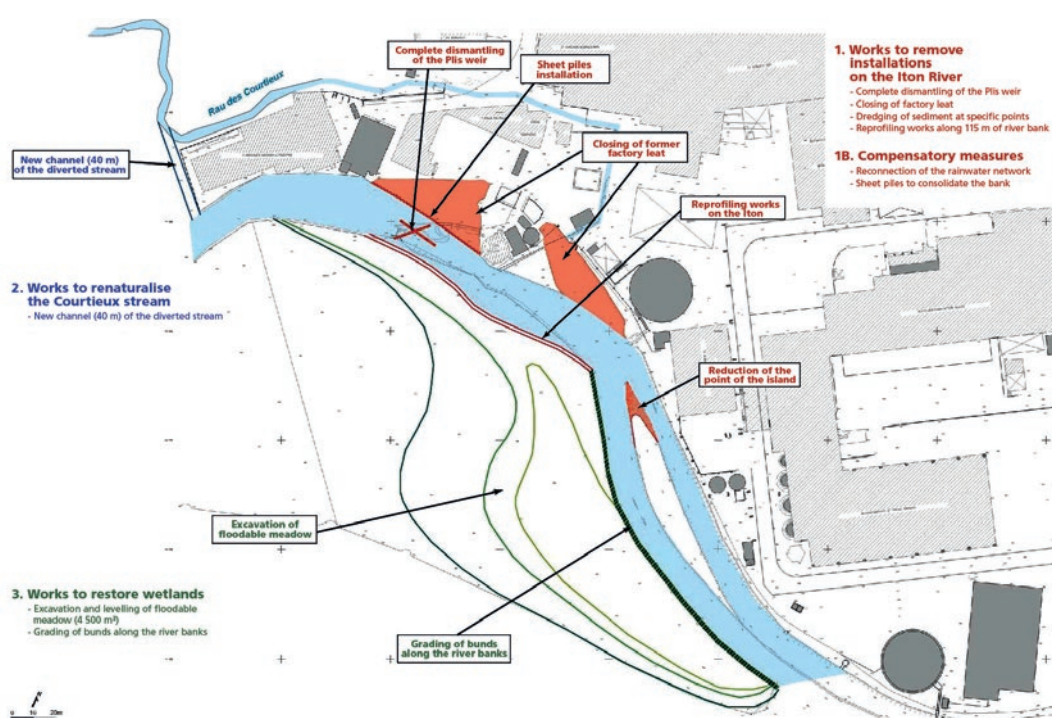 Complete dismantling
of the Plis weir
Sheet piles
installation
1. Works to remove
installations
on the Iton River
- Complete dismantling of the Plis weir
- Closing of factory leat
- Dredging of sediment at specific points
- Reprofiling works along 115 m of river bank
1B. Compensatory measures
- Reconnection of the rainwater network
- Sheet piles to consolidate the bank
Rau des Courtieux
New channel (40 m)
of the diverted stream
Closing of former
factory leat
Reprofiling works
on the Iton
2. Works to renaturalise
the Courtieux stream
- New channel (40 m) of the diverted stream
Reduction of the
point of the island
Excavation of
floodable meadow
3. Works to restore wetlands
- Excavation and levelling of floodable
meadow (4 500 m³)
- Grading of bunds along the river banks
Grading of bunds
along the river banks
0 10 20m